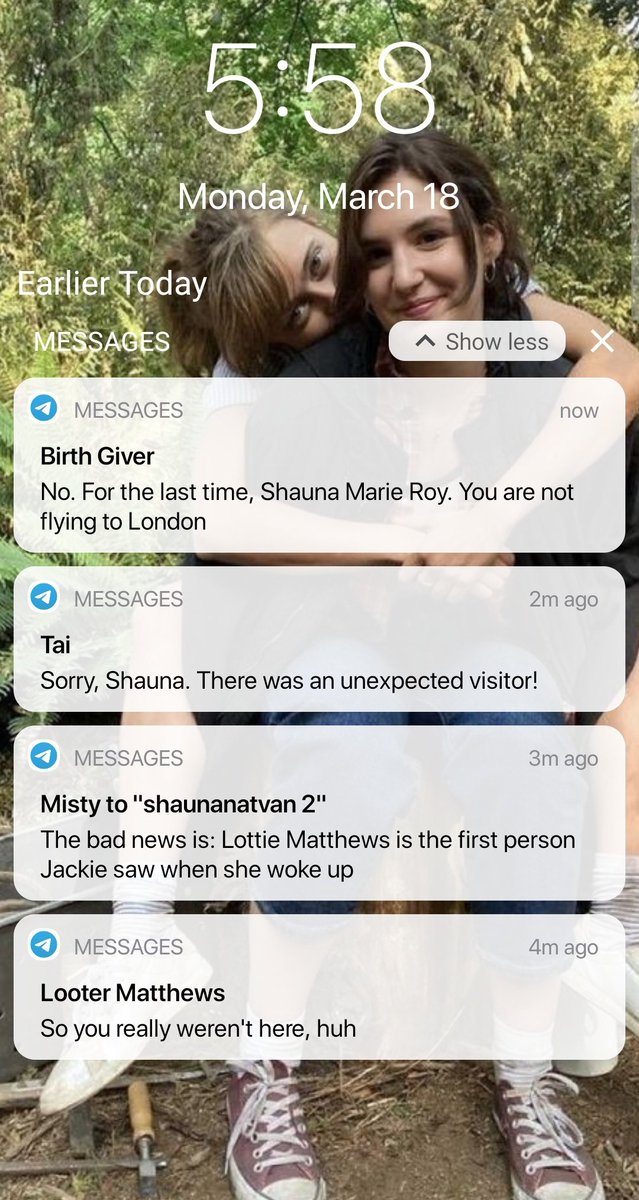 5:58
Monday, March 18
Earlier Today
MESSAGES
Show less
MESSAGES
now
Birth Giver
No. For the last time, Shauna Marie Roy. You are not
flying to London
MESSAGES
2m ago
Tai
Sorry, Shauna. There was an unexpected visitor!
MESSAGES
3m ago
Misty to "shaunanatvan 2"
The bad news is: Lottie Matthews is the first person
Jackie saw when she woke up
MESSAGES
4m ago
Looter Matthews
So you really weren't here, huh